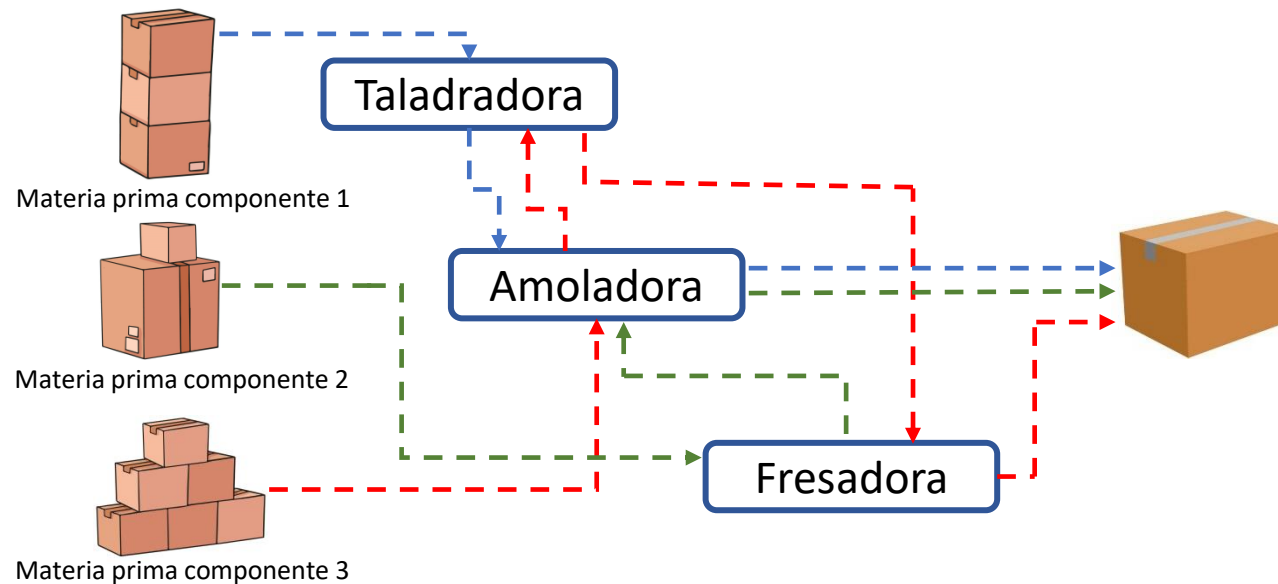 Taladradora
Materia prima componente 1
Amoladora
Materia prima componente 2
Fresadora
Materia prima componente 3